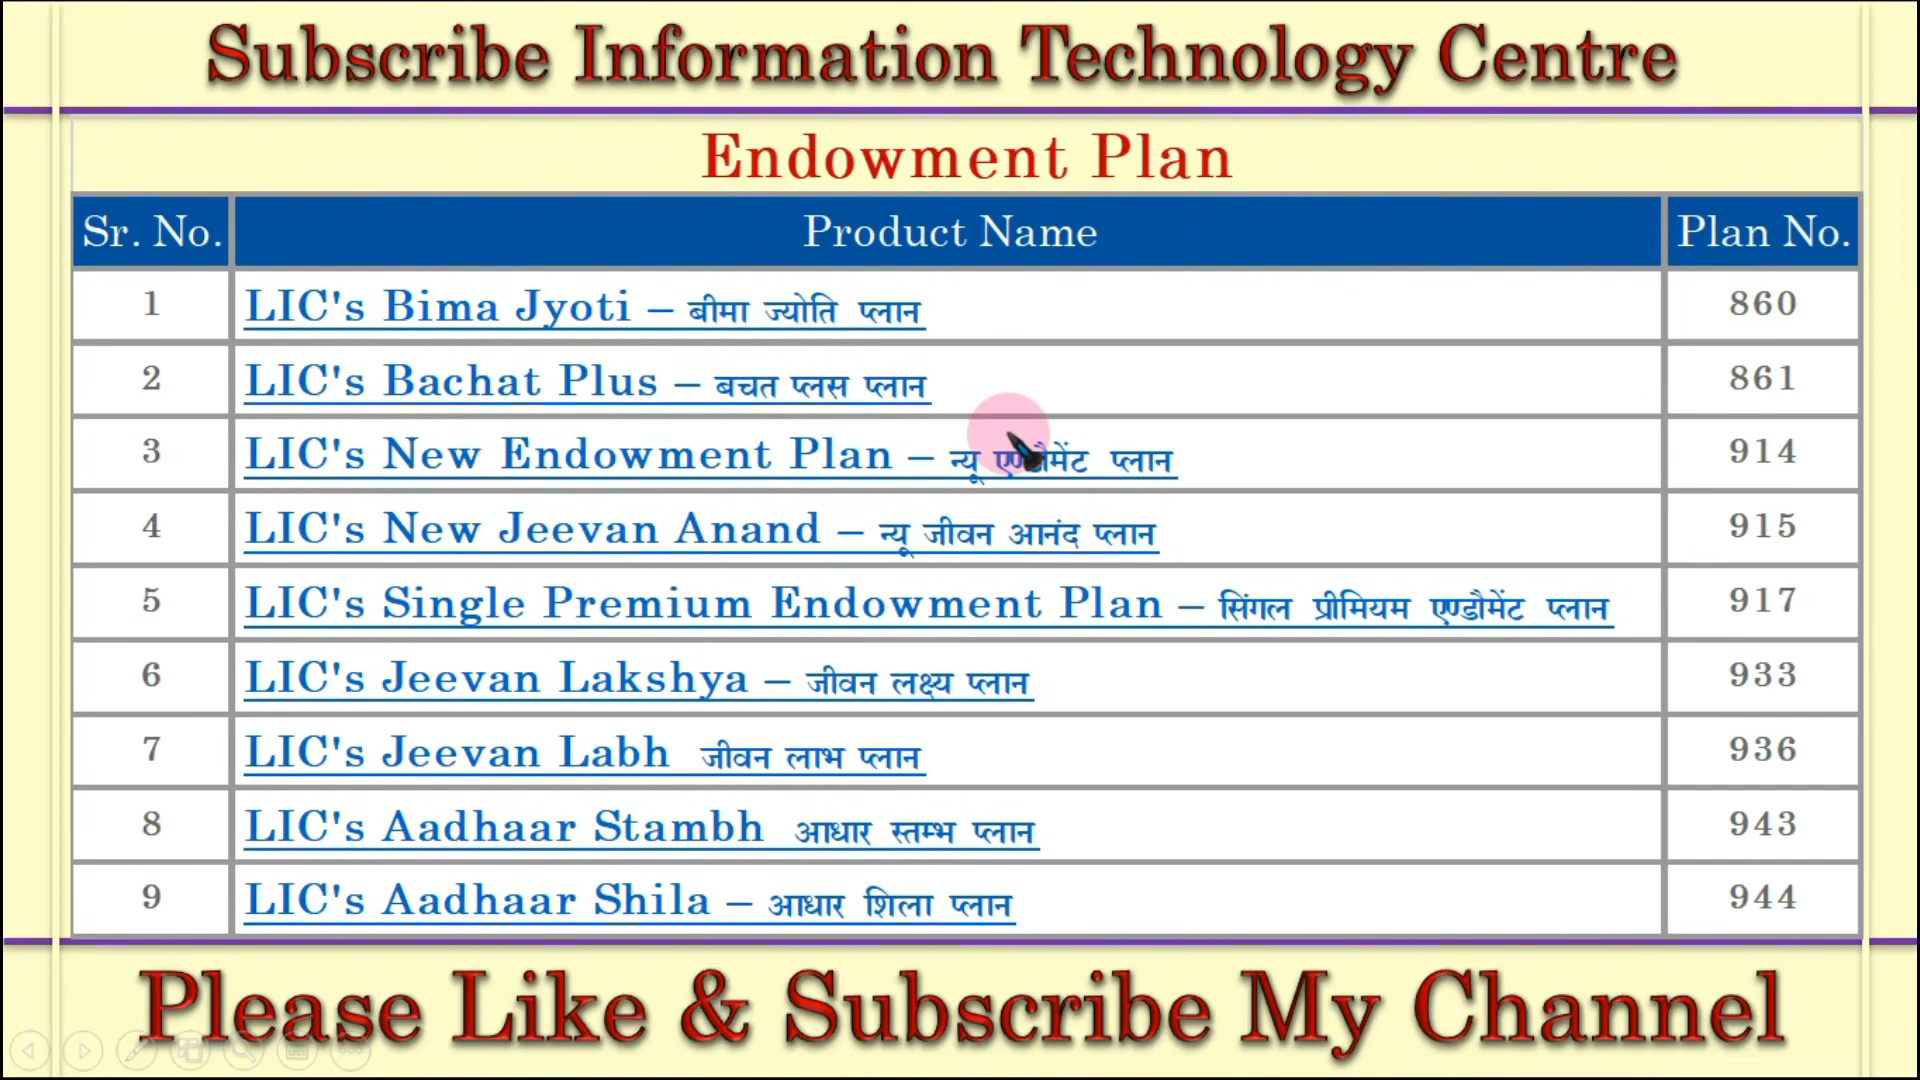 Subscribe Information Technology Centre
Endowment Plan
Sr. No. Product Name Plan No.
1 LIC's Bima Jyoti – बीमा ज्योति प्लान 860
2 LIC's Bachat Plus – बचत प्लस प्लान 861
3 LIC's New Endowment Plan – न्यू एण्डौमेंट प्लान 914
4 LIC's New Jeevan Anand – न्यू जीवन आनंद प्लान 915
5 LIC's Single Premium Endowment Plan – सिंगल प्रीमियम एण्डौमेंट प्लान 917
6 LIC's Jeevan Lakshya – जीवन लक्ष्य प्लान 933
7 LIC's Jeevan Labh जीवन लाभ प्लान 936
8 LIC's Aadhaar Stambh आधार स्तम्भ प्लान 943
9 LIC's Aadhaar Shila – आधार शिला प्लान 944
Please Like & Subscribe My Channel